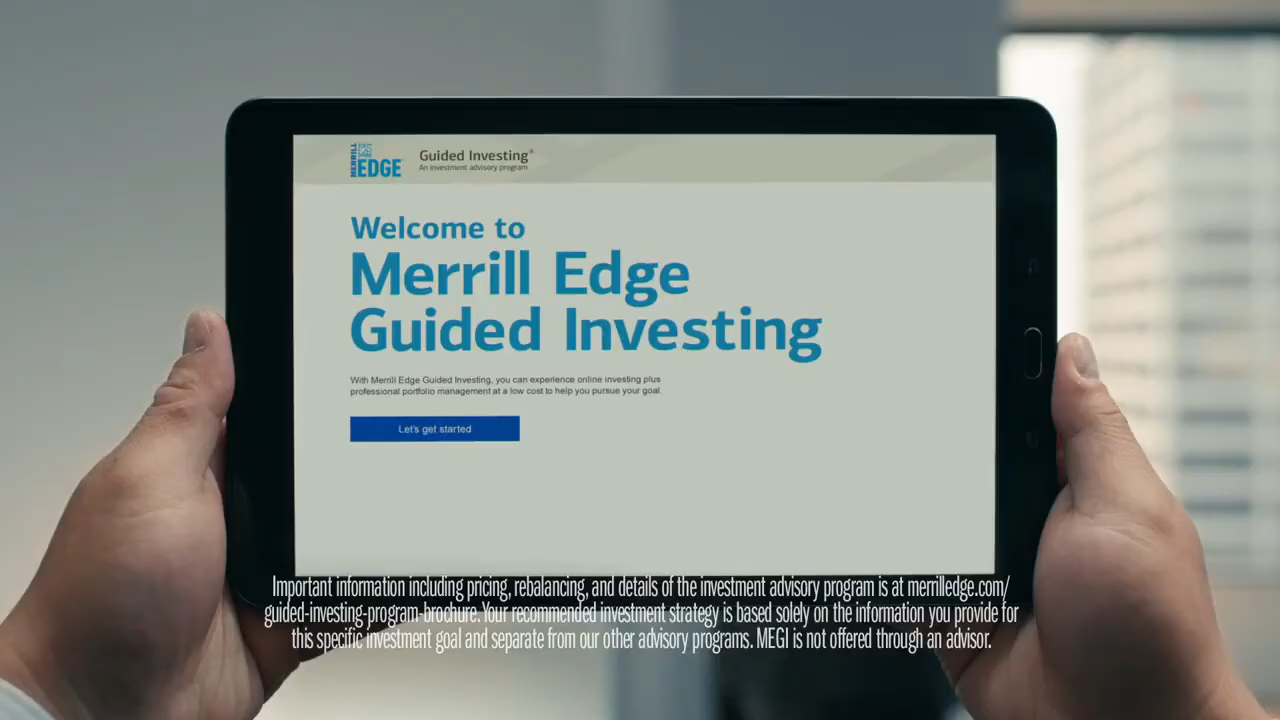 MERRILL
EDGE
Guided Investing®
An investment advisory program
Welcome to
Merrill Edge
Guided Investing
With Merrill Edge Guided Investing, you can experience online investing plus
professional portfolio management at a low cost to help you pursue your goal.
Let's get started
Important information including pricing, rebalancing, and details of the investment advisory program is at merrilledge.com/
guided-investing-program-brochure. Your recommended investment strategy is based solely on the information you provide for
this specific investment goal and separate from our other advisory programs. MEGI is not offered through an advisor.